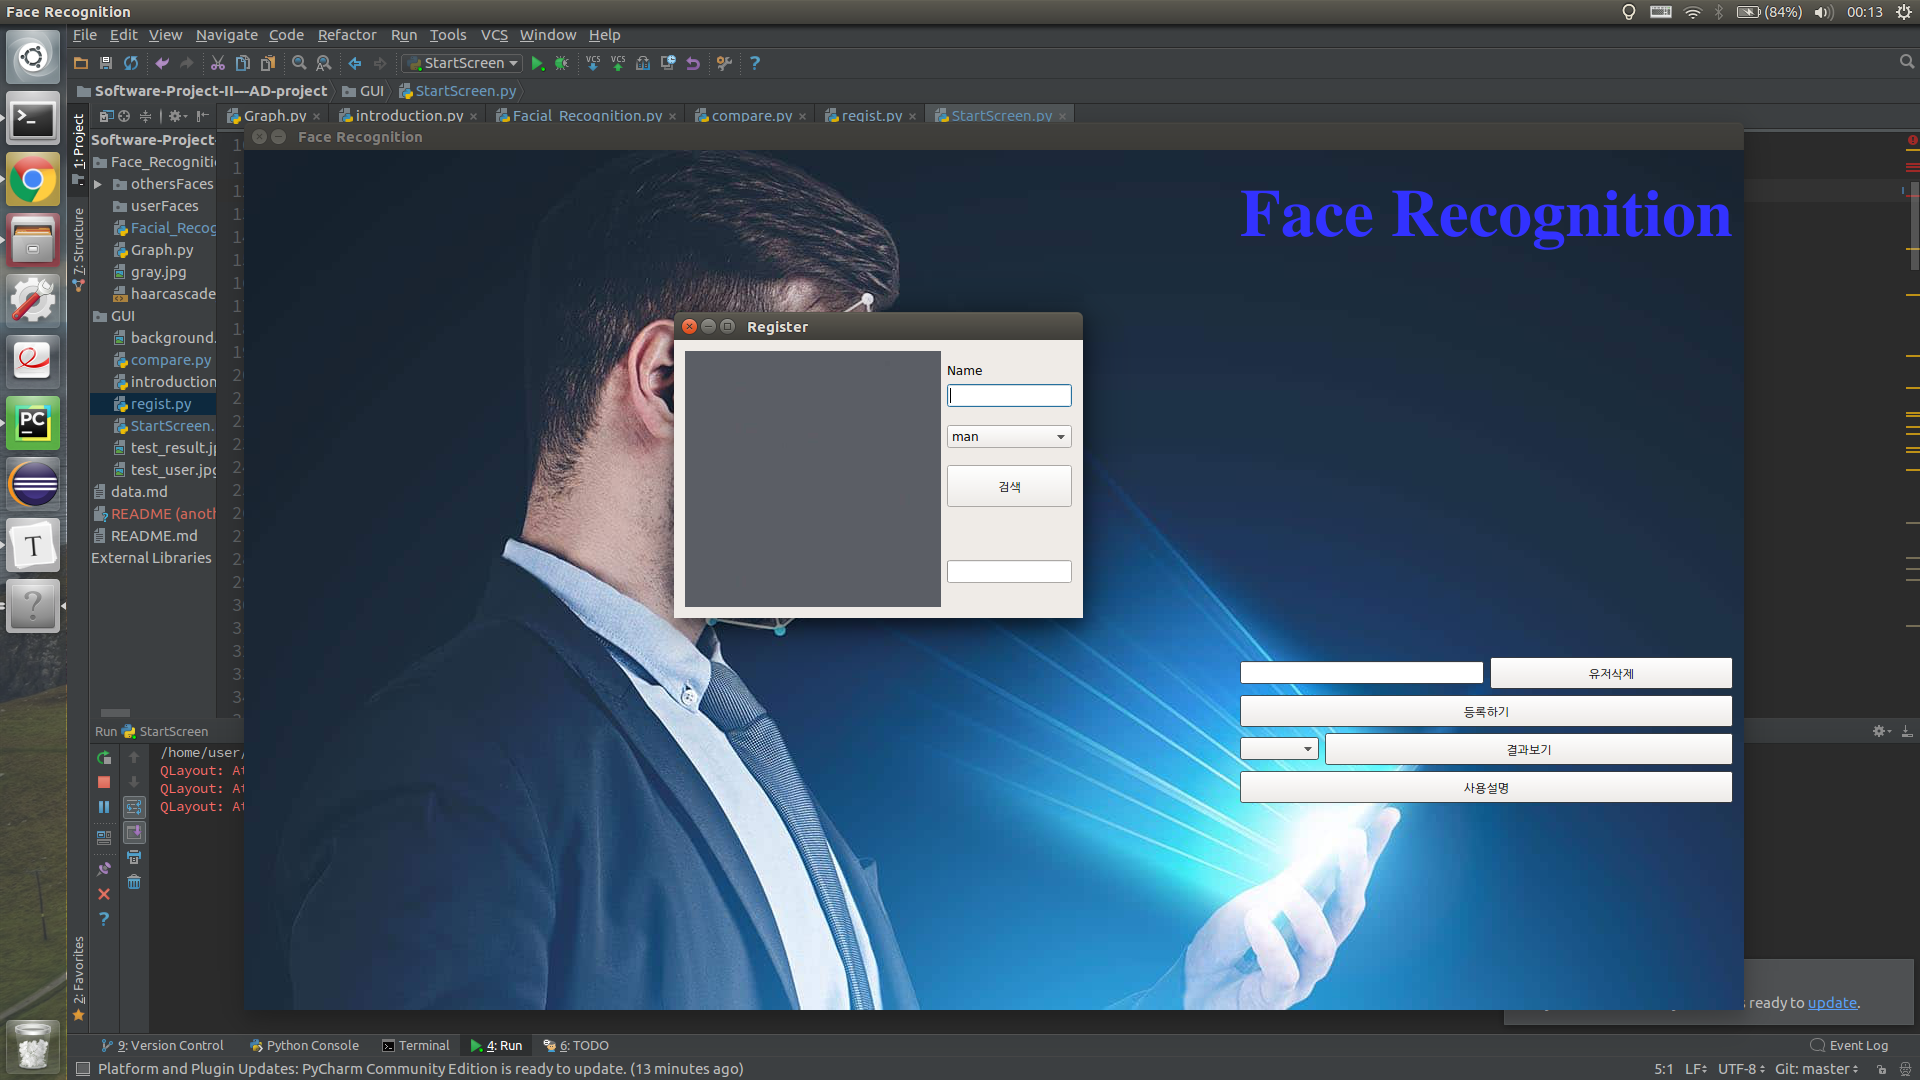 Face Recognition
(84%)
00:13
File Edit View Navigate Code Refactor Run Tools VCS Window Help
StartScreen
Software-Project-II---AD-project
GUI
StartScreen.py
Graph.py
introduction.py
Facial_Recognition.py
compare.py
regist.py
StartScreen.py
1: Project
7: Structure
2: Favorites
Software-Project-
Face_Recogniti
othersFaces
userFaces
Facial_Recog
Graph.py
gray.jpg
haarcascade
GUI
background.
compare.py
introduction
regist.py
StartScreen.
test_result.j
test_user.jpg
data.md
README (anoth
README.md
External Libraries
Face Recognition
Face Recognition
Register
Name
man
검색
유저삭제
등록하기
결과보기
사용설명
Run StartScreen
/home/user/
QLayout: At
QLayout: At
QLayout: At
s ready to update.
9: Version Control
Python Console
Terminal
4: Run
6: TODO
Event Log
Platform and Plugin Updates: PyCharm Community Edition is ready to update. (13 minutes ago)
5:1 LF UTF-8 Git: master